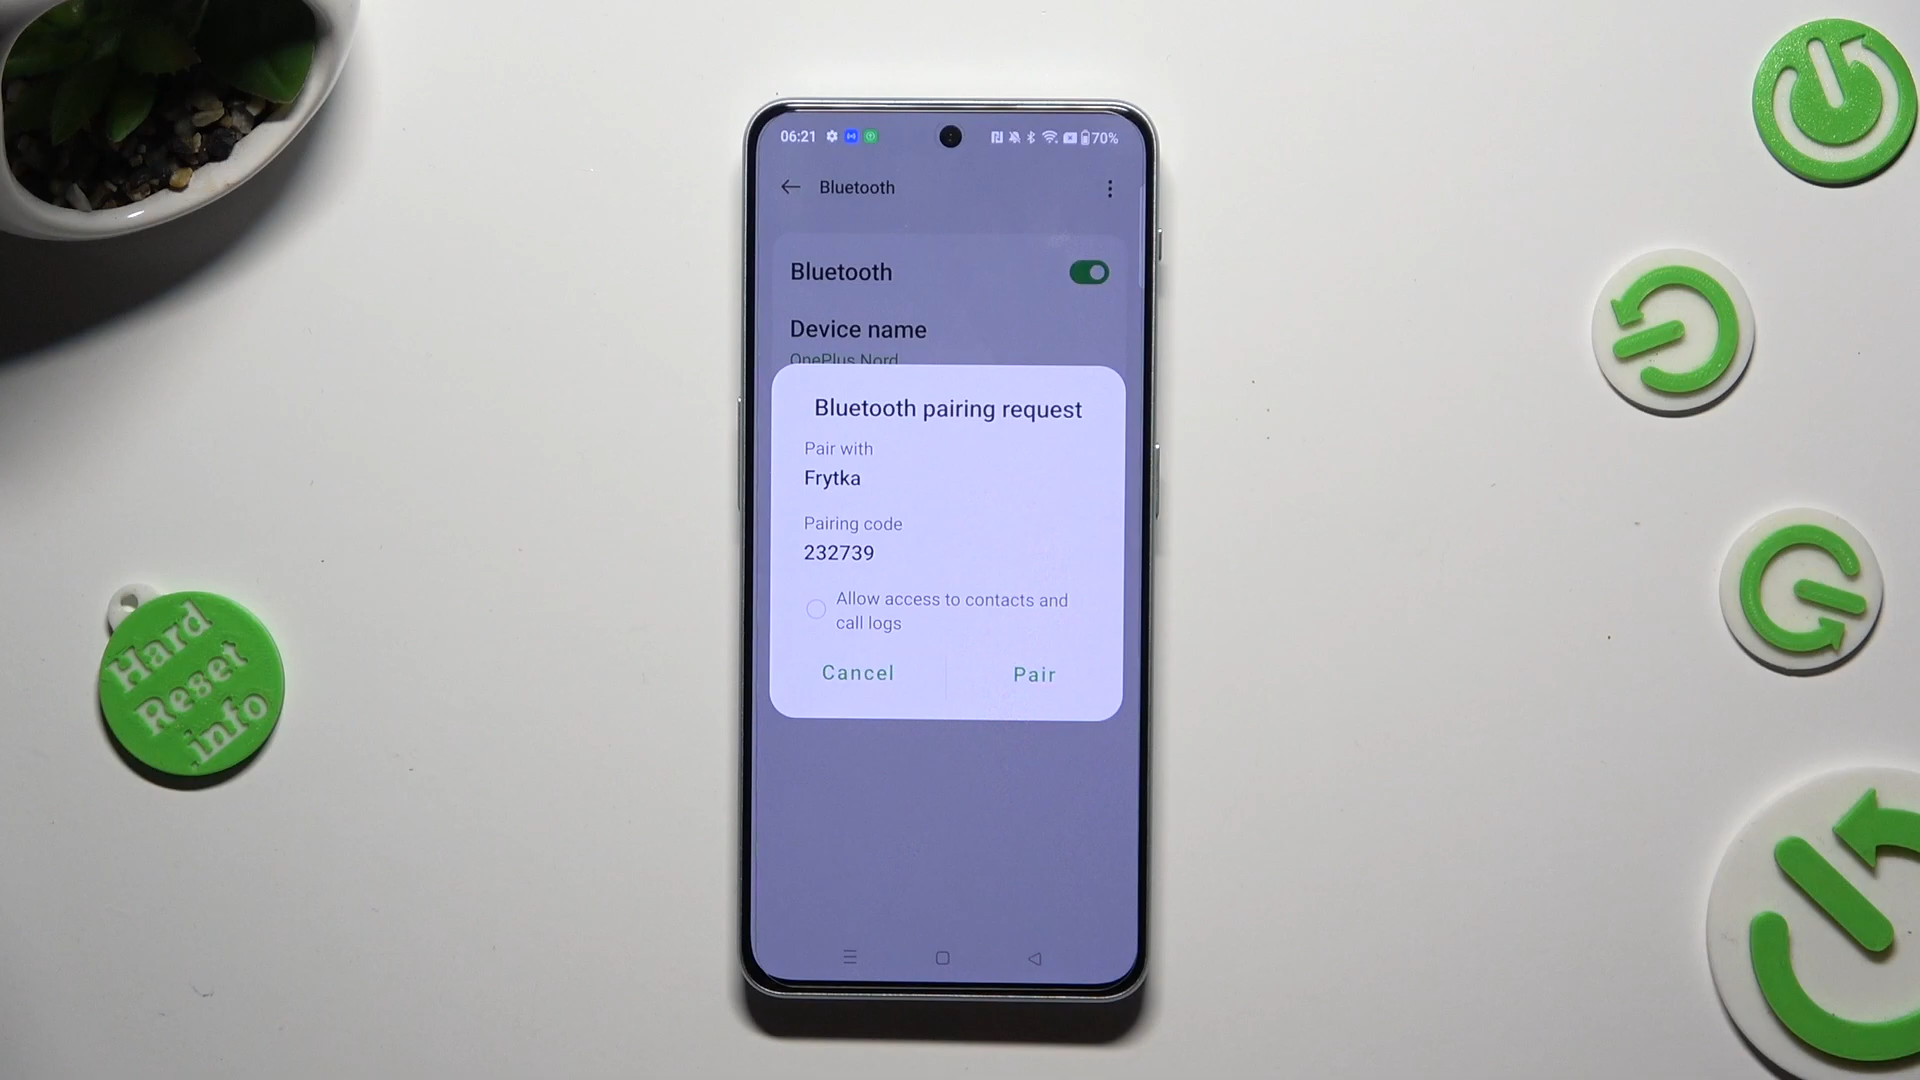 06:21
70%
Bluetooth
Bluetooth
Device name
OnePlus Nord
Bluetooth pairing request
Pair with
Frytka
Pairing code
232739
Allow access to contacts and
call logs
Cancel
Pair
Hard
Reset
.info